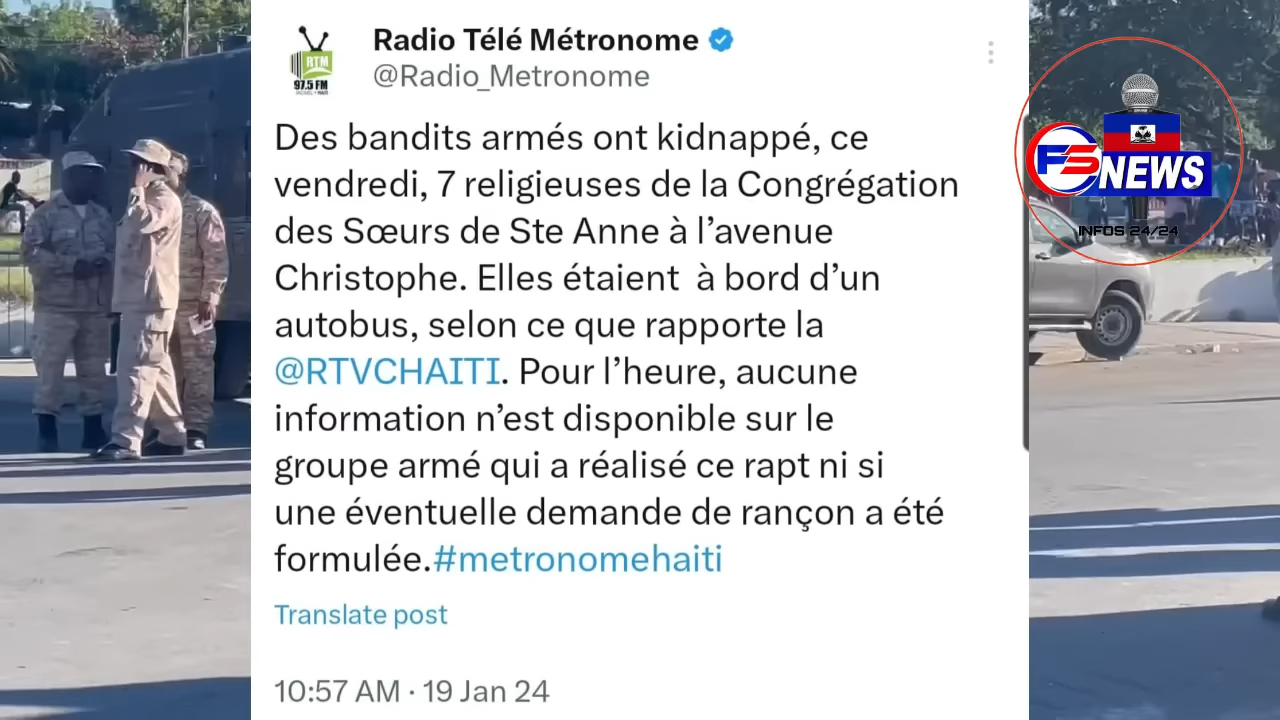 Radio Télé Métronome
@Radio_Metronome
RTM
97.5 FM
Des bandits armés ont kidnappé, ce
vendredi, 7 religieuses de la Congrégation
des Sœurs de Ste Anne à l’avenue
Christophe. Elles étaient à bord d’un
autobus, selon ce que rapporte la
@RTVCHAITI. Pour l’heure, aucune
information n’est disponible sur le
groupe armé qui a réalisé ce rapt ni si
une éventuelle demande de rançon a été
formulée.#metronomehaiti
Translate post
10:57 AM · 19 Jan 24
FS NEWS
INFOS 24/24